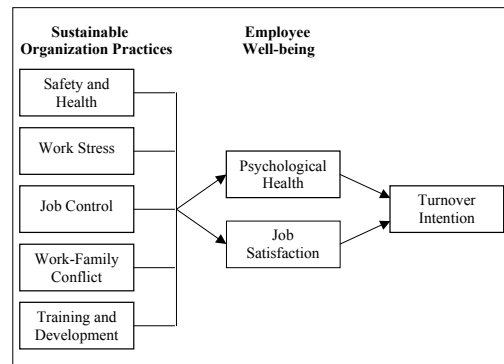 Sustainable
Organization Practices
Employee
Well-being
Safety and
Health
Work Stress
Job Control
Work-Family
Conflict
Training and
Development
Psychological
Health
Job
Satisfaction
Turnover
Intention